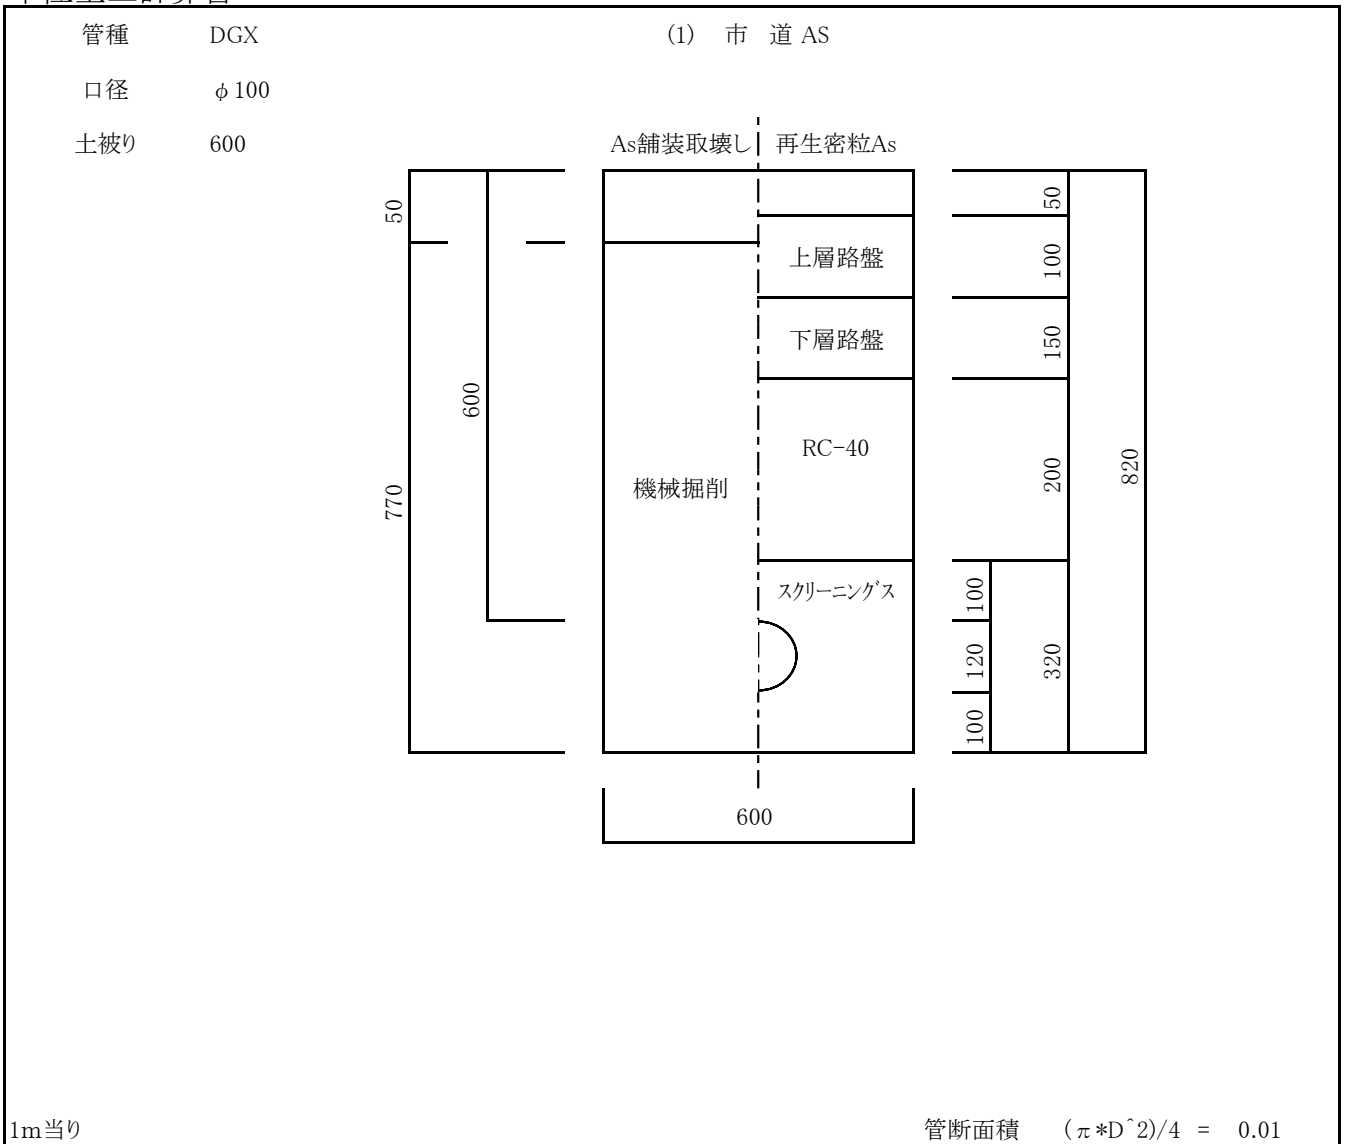 管種 DGX (1) 市 道 AS
口径 φ100
土被り 600 As舗装取壊し 再生密粒As
50 50
上層路盤 100
下層路盤 150
600
RC-40
機械掘削 770 200 820
スクリーニングス 100
120 320
100
600
1m当り 管断面積 (π*D^2)/4 = 0.01